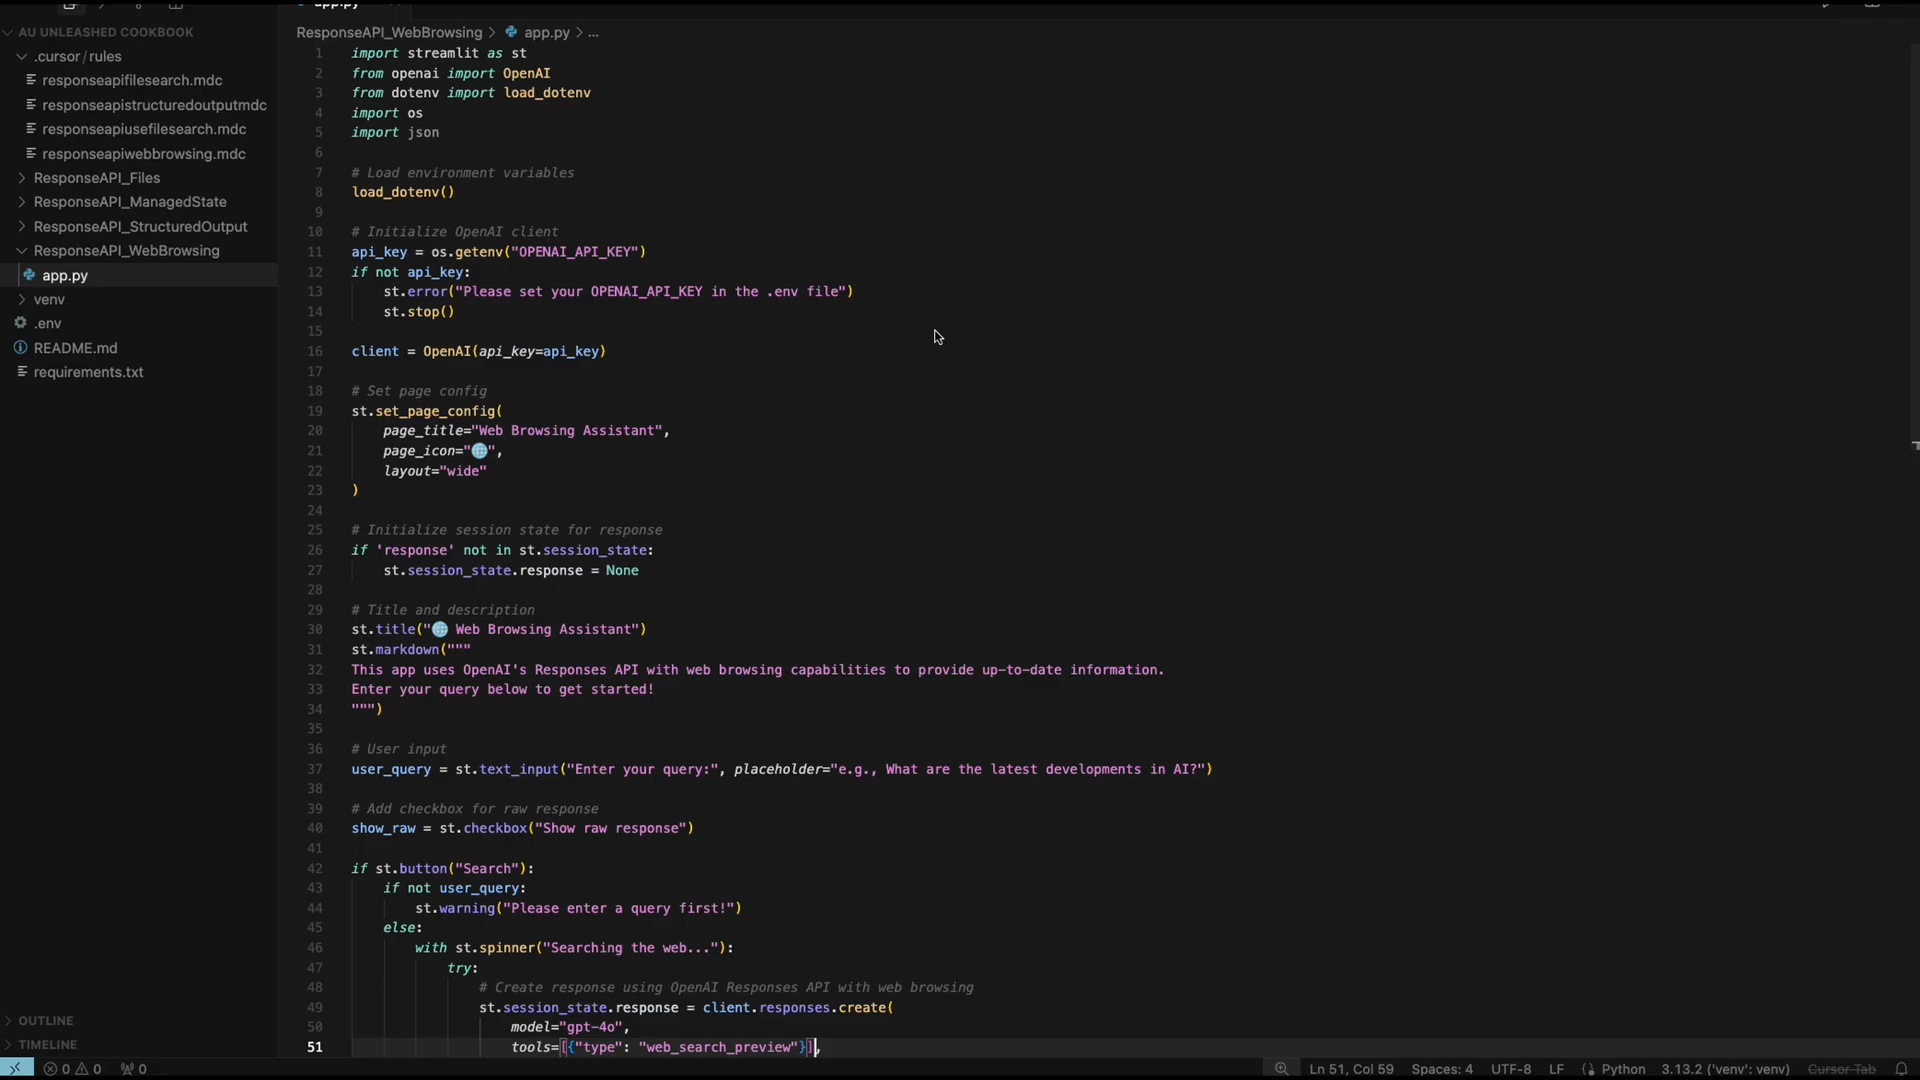 app.py
AU UNLEASHED COOKBOOK
.cursor/rules
responseapifilesearch.mdc
responseapistructuredoutputmdc
responseapiusefilesearch.mdc
responseapiwebbrowsing.mdc
ResponseAPI_Files
ResponseAPI_ManagedState
ResponseAPI_StructuredOutput
ResponseAPI_WebBrowsing
app.py
venv
.env
README.md
requirements.txt
OUTLINE
TIMELINE
ResponseAPI_WebBrowsing > app.py > ...
1 import streamlit as st
2 from openai import OpenAI
3 from dotenv import load_dotenv
4 import os
5 import json
6
7 # Load environment variables
8 load_dotenv()
9
10 # Initialize OpenAI client
11 api_key = os.getenv("OPENAI_API_KEY")
12 if not api_key:
13     st.error("Please set your OPENAI_API_KEY in the .env file")
14     st.stop()
15
16 client = OpenAI(api_key=api_key)
17
18 # Set page config
19 st.set_page_config(
20     page_title="Web Browsing Assistant",
21     page_icon="🌐",
22     layout="wide"
23 )
24
25 # Initialize session state for response
26 if 'response' not in st.session_state:
27     st.session_state.response = None
28
29 # Title and description
30 st.title("🌐 Web Browsing Assistant")
31 st.markdown("""
32 This app uses OpenAI's Responses API with web browsing capabilities to provide up-to-date information.
33 Enter your query below to get started!
34 """)
35
36 # User input
37 user_query = st.text_input("Enter your query:", placeholder="e.g., What are the latest developments in AI?")
38
39 # Add checkbox for raw response
40 show_raw = st.checkbox("Show raw response")
41
42 if st.button("Search"):
43     if not user_query:
44         st.warning("Please enter a query first!")
45     else:
46         with st.spinner("Searching the web..."):
47             try:
48                 # Create response using OpenAI Responses API with web browsing
49                 st.session_state.response = client.responses.create(
50                     model="gpt-4o",
51                     tools=[{"type": "web_search_preview"}],
0 0 0 Ln 51, Col 59 Spaces: 4 UTF-8 LF Python 3.13.2 ('venv': venv) Cursor Tab